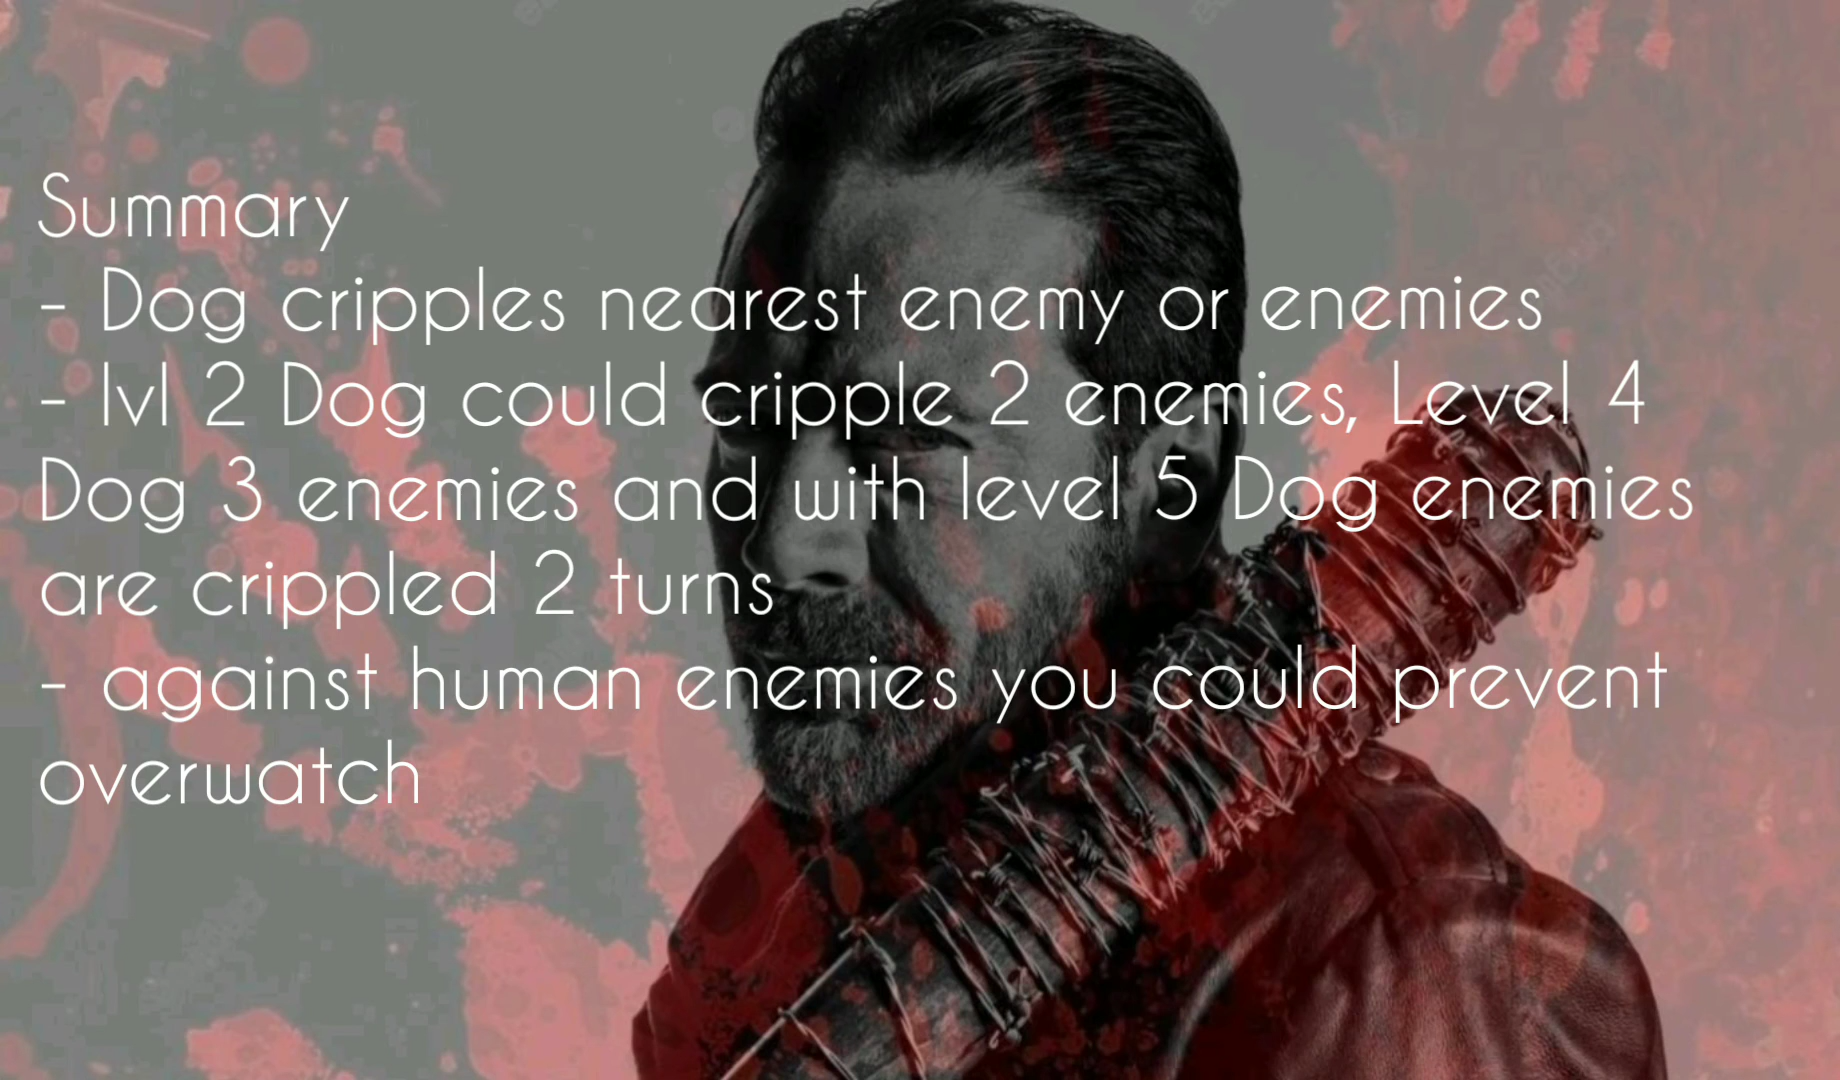 Summary
- Dog cripples nearest enemy or enemies
- lvl 2 Dog could cripple 2 enemies, Level 4
Dog 3 enemies and with level 5 Dog enemies
are crippled 2 turns
- against human enemies you could prevent
overwatch